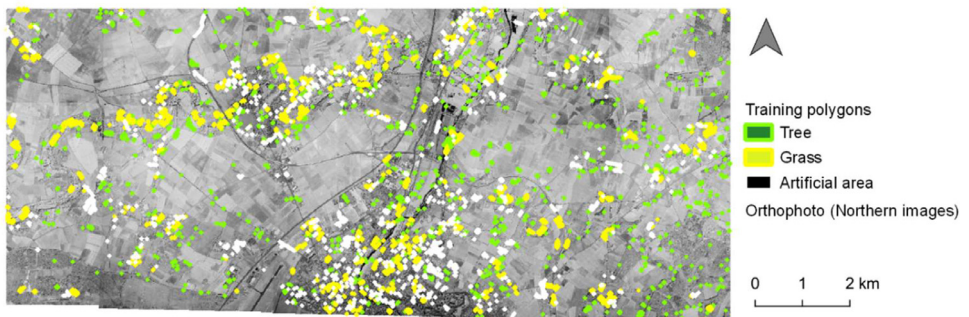 Training polygons
Tree
Grass
Artificial area
Orthophoto (Northern images)
0 1 2 km